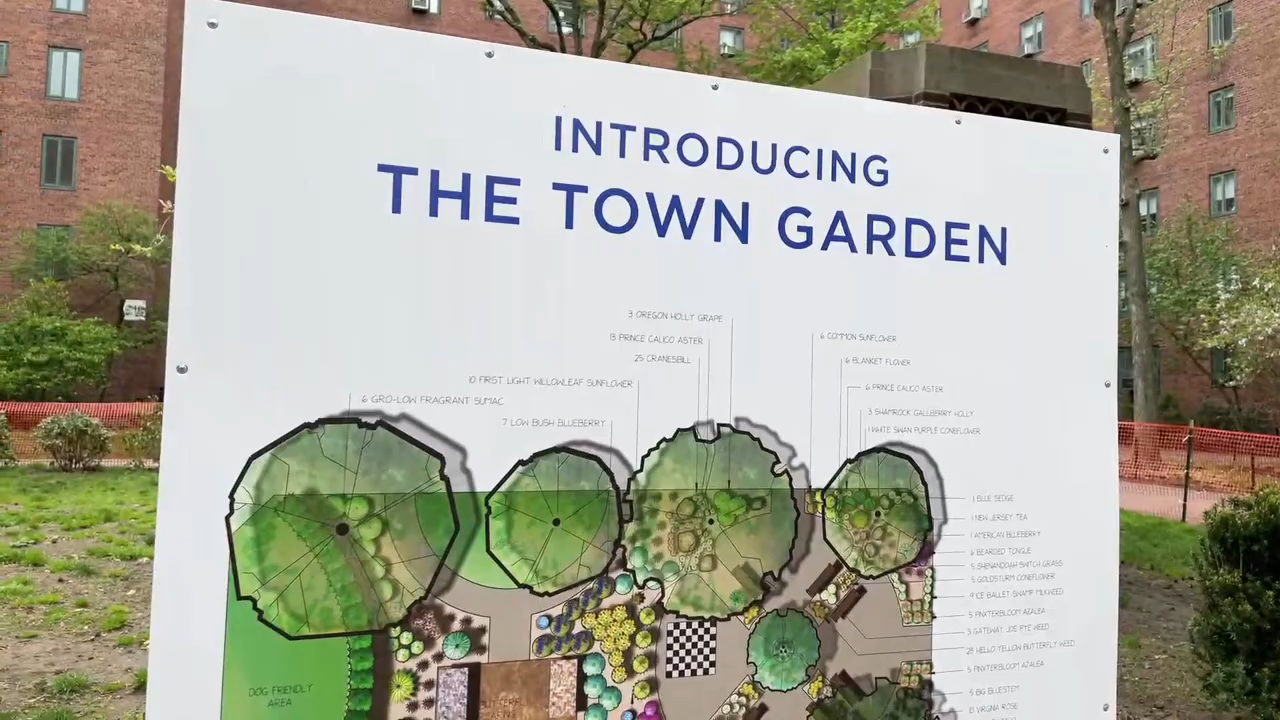 INTRODUCING
THE TOWN GARDEN
3 OREGON HOLLY GRAPE
13 PRINCE CALICO ASTER
25 CRANESBILL
10 FIRST LIGHT WILLOWLEAF SUNFLOWER
6 GRO-LOW FRAGRANT SUMAC
7 LOW BUSH BLUEBERRY
6 COMMON SUNFLOWER
6 BLANKET FLOWER
6 PRINCE CALICO ASTER
3 SHAMROCK GALLBERRY HOLLY
1 WHITE SWAN PURPLE CONEFLOWER
1 BLUE SEDGE
1 NEW JERSEY TEA
1 AMERICAN BLUEBERRY
6 BEARDED TONGUE
5 SHENANDOAH SWITCH GRASS
5 GOLDSTURM CONEFLOWER
4 ICE BALLET SWAMP MILKWEED
5 PINXTERBLOOM AZALEA
3 GATEWAY JOE PYE WEED
28 HELLO YELLOW BUTTERFLY WEED
5 PINXTERBLOOM AZALEA
5 BIG BLUESTEM
VIRGINIA ROSE
DOG FRIENDLY
AREA